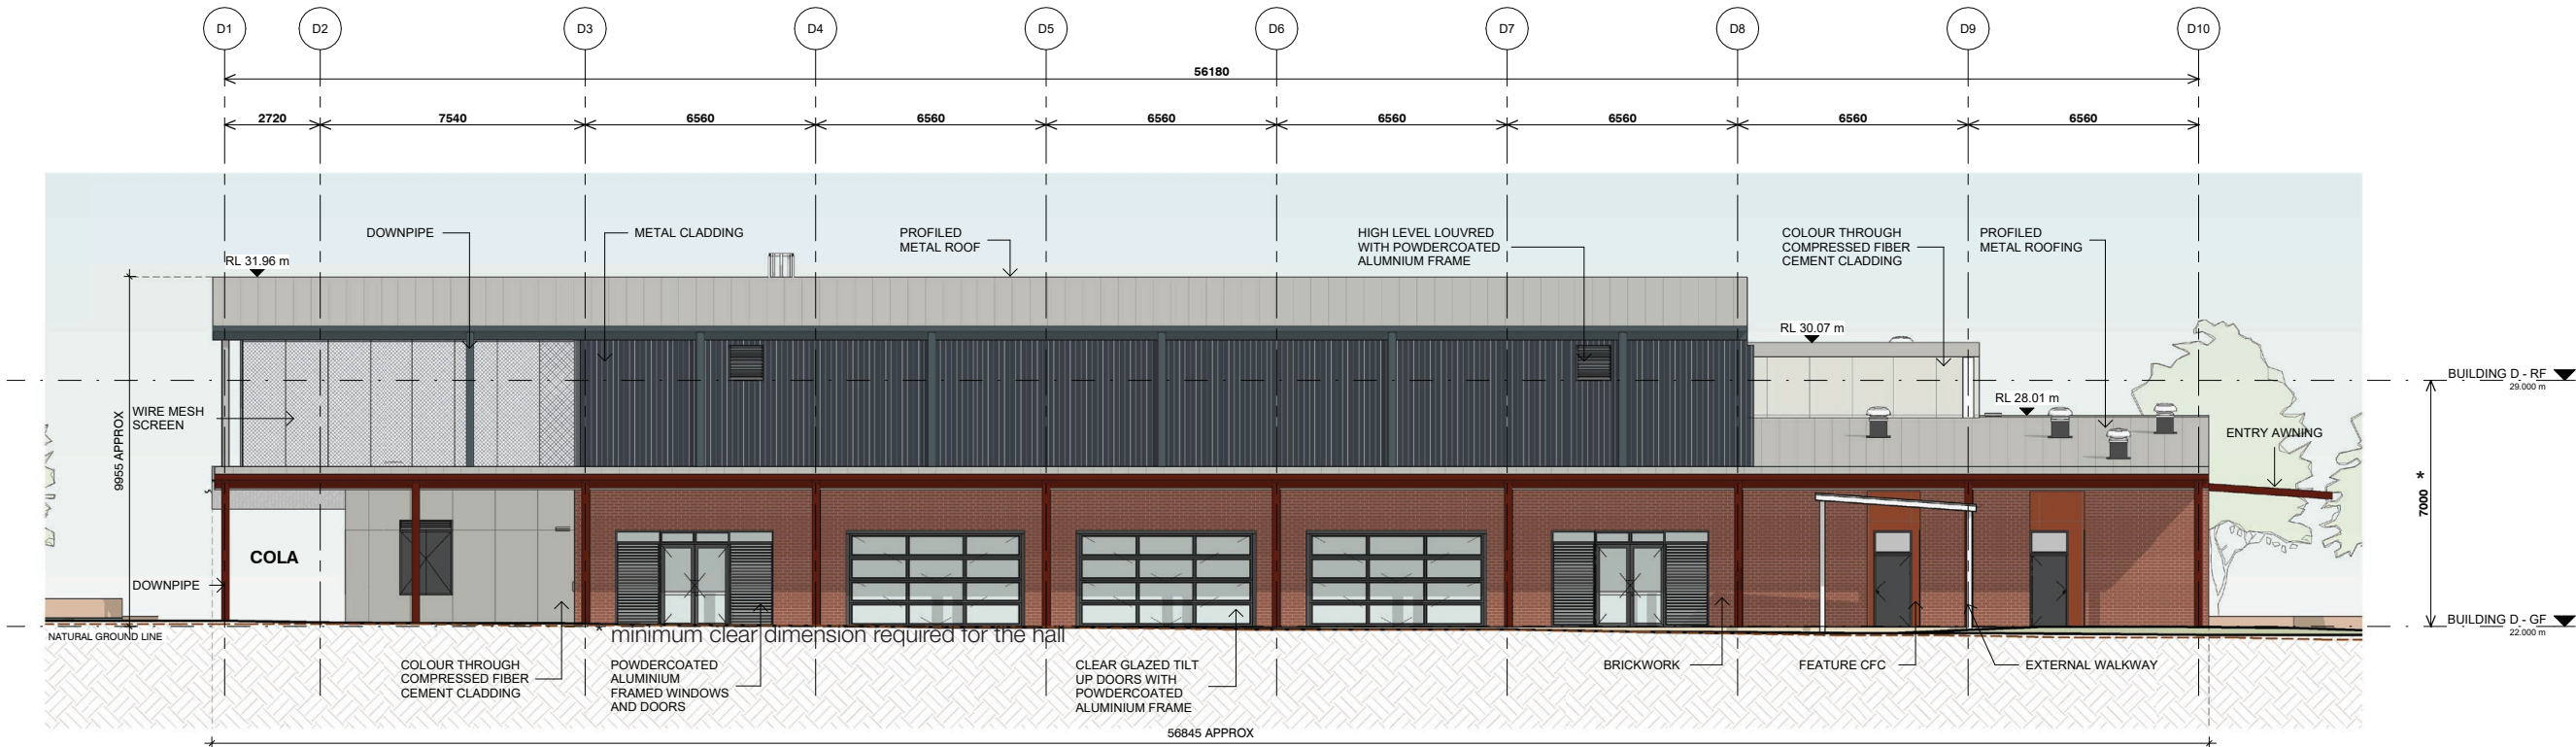 D1 D2 D3 D4 D5 D6 D7 D8 D9 D10
56180
2720 7540 6560 6560 6560 6560 6560 6560 6560
DOWNPIPE
METAL CLADDING
PROFILED
METAL ROOF
HIGH LEVEL LOUVRED
WITH POWDERCOATED
ALUMNIUM FRAME
COLOUR THROUGH
COMPRESSED FIBER
CEMENT CLADDING
PROFILED
METAL ROOFING
RL 31.96 m
RL 30.07 m
BUILDING D - RF
29.000 m
RL 28.01 m
WIRE MESH
SCREEN
9955 APPROX
ENTRY AWNING
7000 *
COLA
DOWNPIPE
BUILDING D - GF
22.000 m
NATURAL GROUND LINE
* minimum clear dimension required for the hall
COLOUR THROUGH
COMPRESSED FIBER
CEMENT CLADDING
POWDERCOATED
ALUMINIUM
FRAMED WINDOWS
AND DOORS
CLEAR GLAZED TILT
UP DOORS WITH
POWDERCOATED
ALUMINIUM FRAME
BRICKWORK
FEATURE CFC
EXTERNAL WALKWAY
56845 APPROX